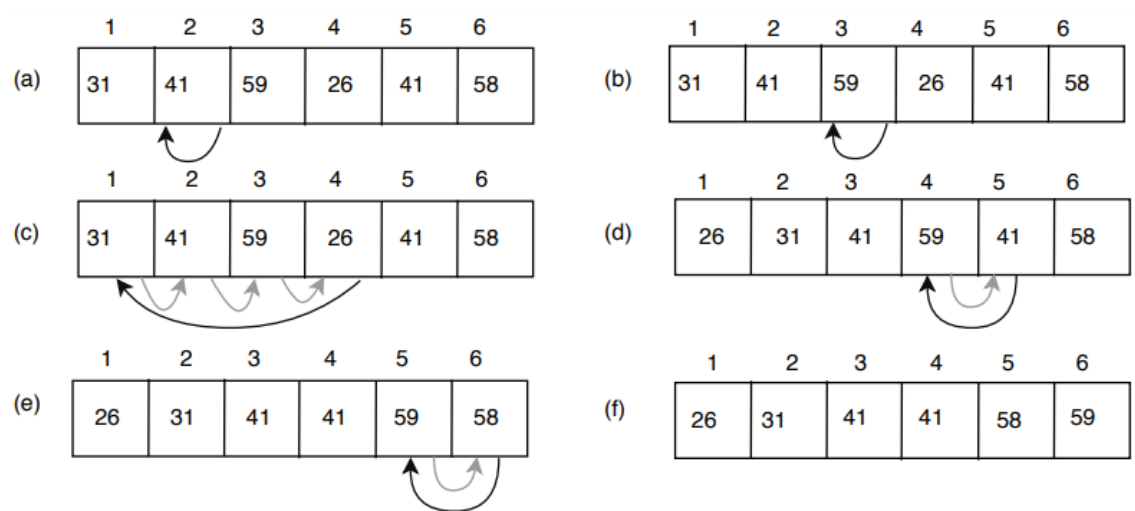 1 2 3 4 5 6
(a) 31 41 59 26 41 58
1 2 3 4 5 6
(b) 31 41 59 26 41 58
1 2 3 4 5 6
(c) 31 41 59 26 41 58
1 2 3 4 5 6
(d) 26 31 41 59 41 58
1 2 3 4 5 6
(e) 26 31 41 41 59 58
1 2 3 4 5 6
(f) 26 31 41 41 58 59